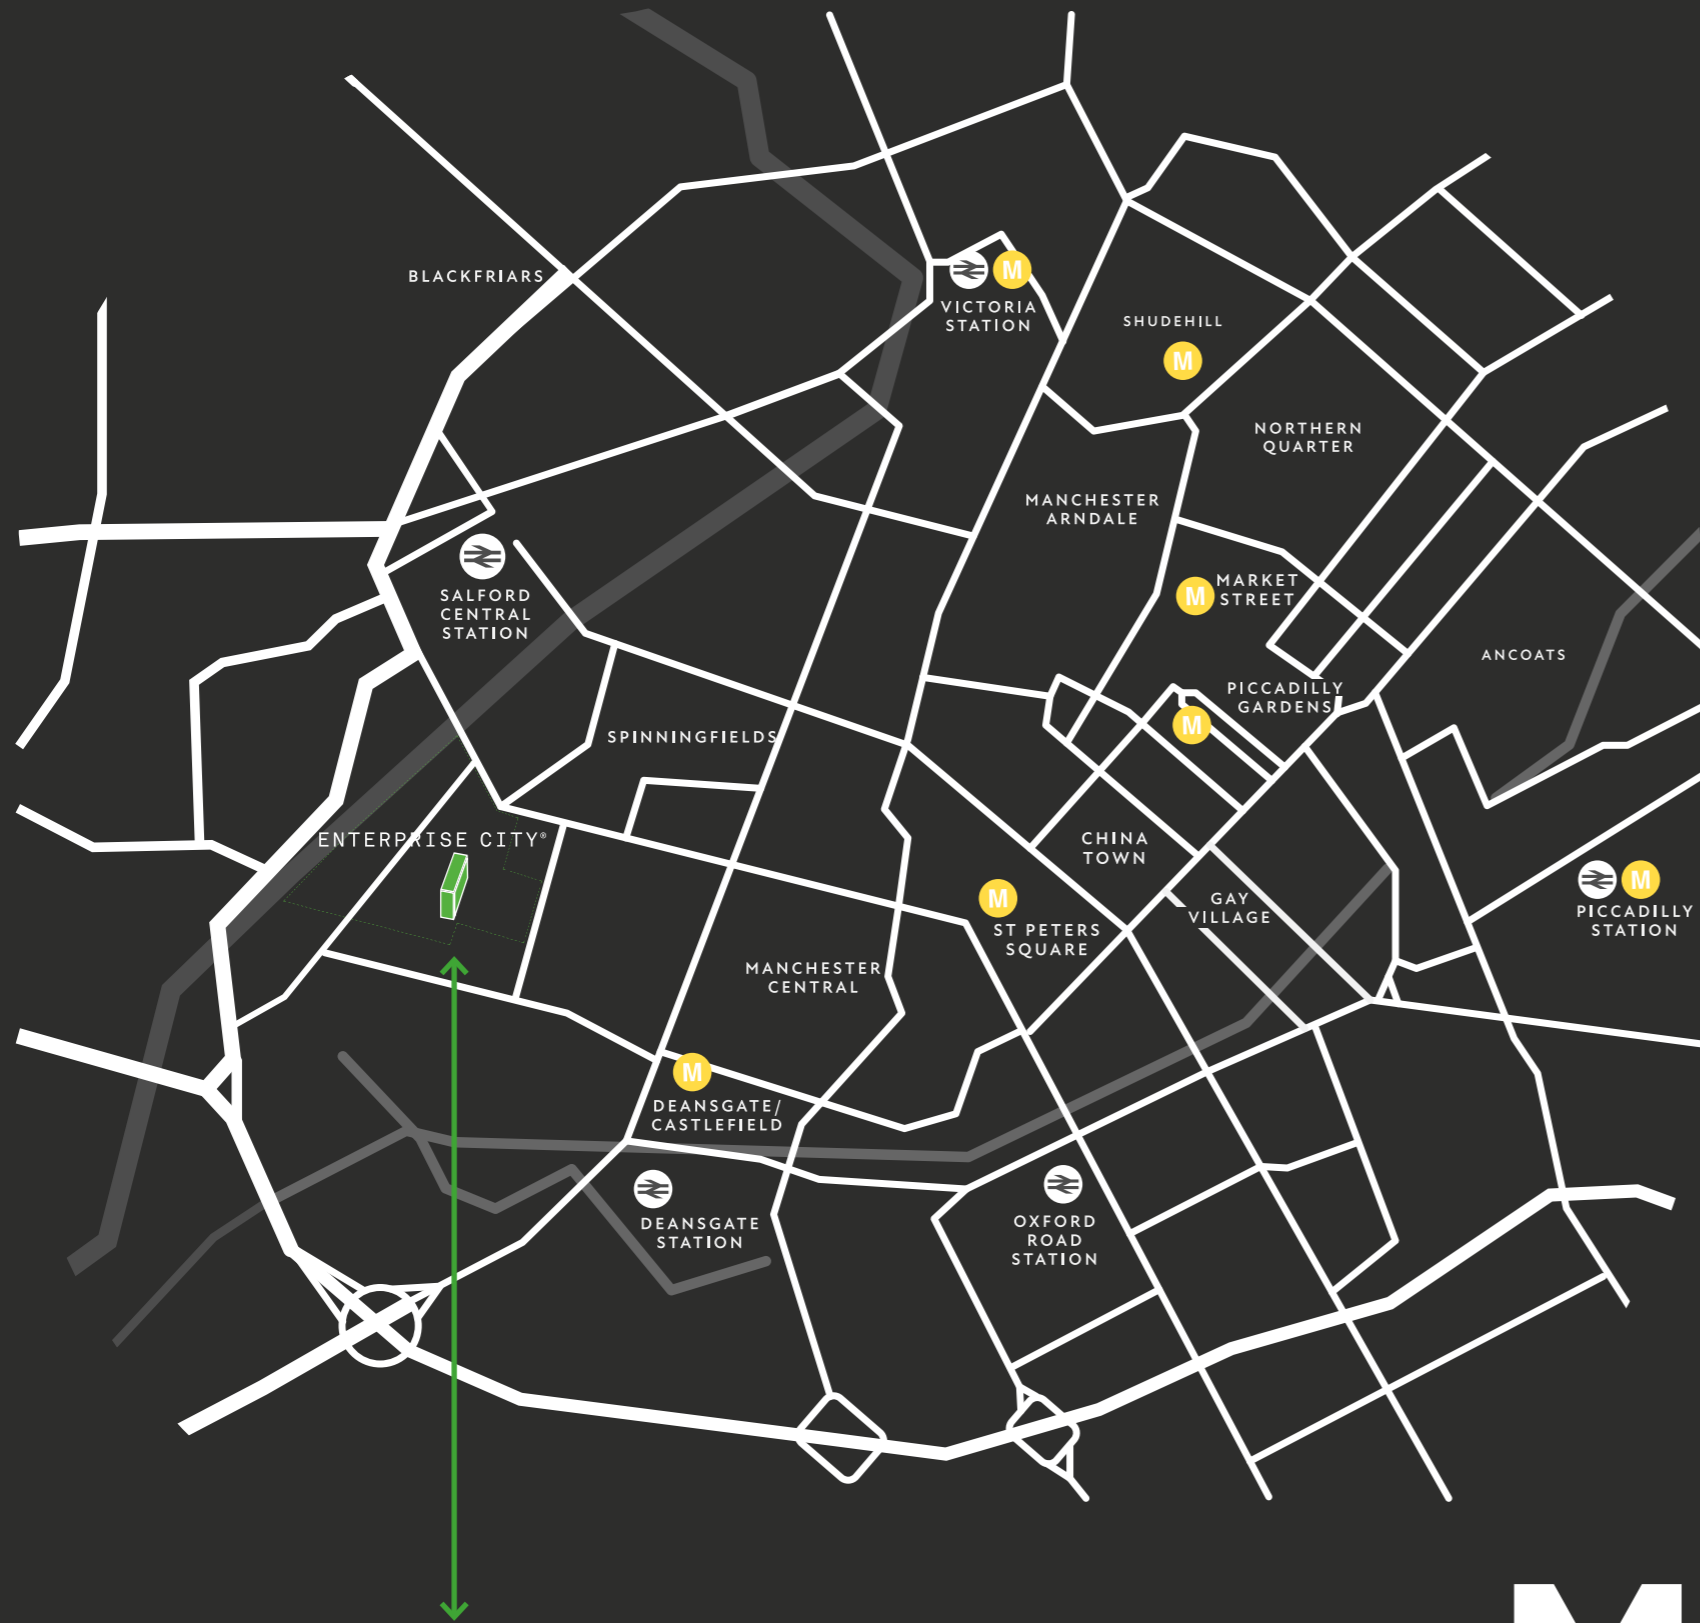 BLACKFRIARS
M
VICTORIA
STATION
SHUDEHILL
M
NORTHERN
QUARTER
MANCHESTER
ARNDALE
SALFORD
CENTRAL
STATION
M
MARKET
STREET
ANCOATS
PICCADILLY
GARDENS
M
SPINNINGFIELDS
ENTERPRISE CITY®
CHINA
TOWN
M
ST PETERS
SQUARE
GAY
VILLAGE
M
PICCADILLY
STATION
MANCHESTER
CENTRAL
M
DEANSGATE/
CASTLEFIELD
DEANSGATE
STATION
OXFORD
ROAD
STATION